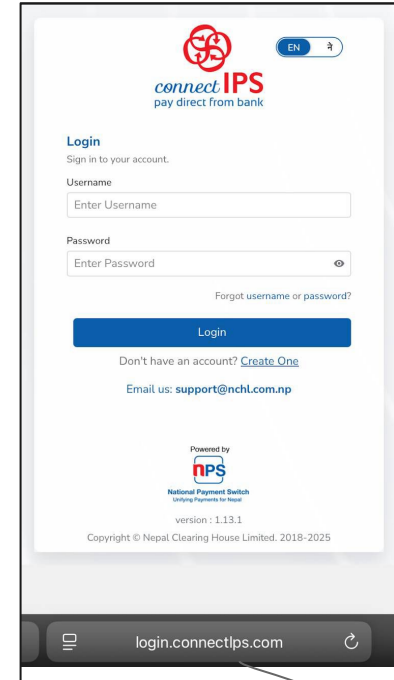 EN ने
connectIPS
pay direct from bank
Login
Sign in to your account.
Username
Enter Username
Password
Enter Password
Forgot username or password?
Login
Don't have an account? Create One
Email us: support@nchl.com.np
Powered by
nPS
National Payment Switch
Unifying Payments for Nepal
version : 1.13.1
Copyright © Nepal Clearing House Limited. 2018-2025
login.connectlps.com